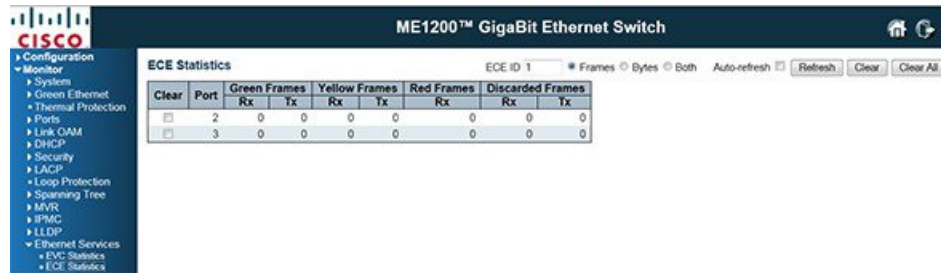 CISCO
ME1200™ GigaBit Ethernet Switch
Configuration
Monitor
System
Green Ethernet
Thermal Protection
Ports
Link OAM
DHCP
Security
LACP
Loop Protection
Spanning Tree
MVR
IPMC
LLDP
Ethernet Services
EVC Statistics
ECE Statistics
ECE Statistics
ECE ID 1 Frames Bytes Both Auto-refresh Refresh Clear Clear All
Clear Port Green Frames Yellow Frames Red Frames Discarded Frames
Rx Tx Rx Tx Rx Rx Tx
2 0 0 0 0 0 0 0
3 0 0 0 0 0 0 0